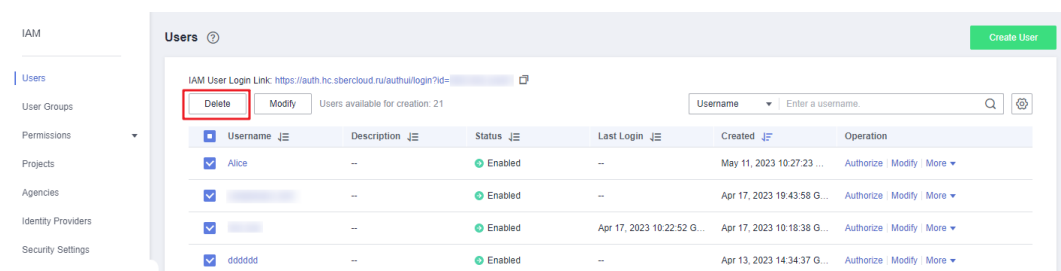 IAM
Users
Create User
IAM User Login Link: https://auth.hc.sbercloud.ru/authui/login?id=
Users
Delete Modify Users available for creation: 21 Username Enter a username.
User Groups
Permissions
Username Description Status Last Login Created Operation
Projects
Alice -- Enabled -- May 11, 2023 10:27:23 ... Authorize Modify More
Agencies
-- Enabled -- Apr 17, 2023 19:43:58 G... Authorize Modify More
Identity Providers
-- Enabled Apr 17, 2023 10:22:52 G... Apr 17, 2023 10:18:38 G... Authorize Modify More
Security Settings
dddddd -- Enabled -- Apr 13, 2023 14:34:37 G... Authorize Modify More